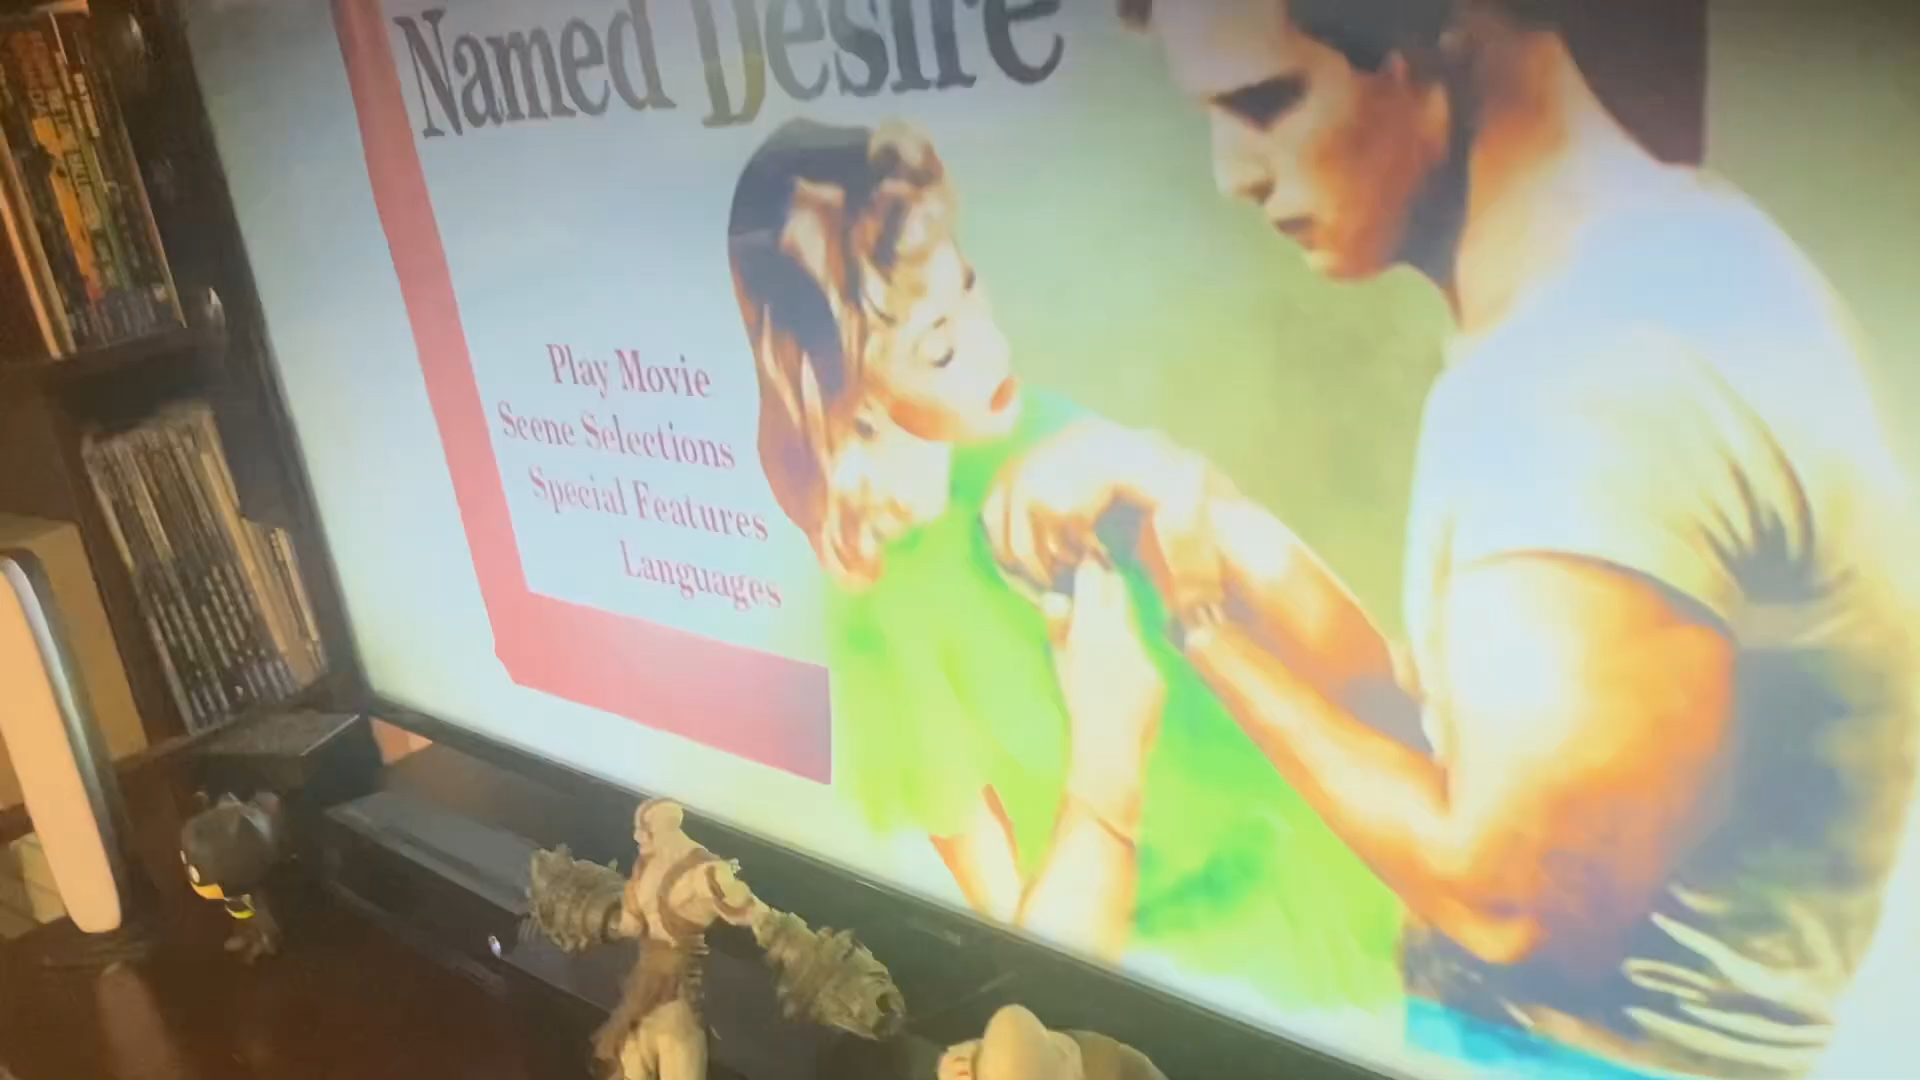 Named Desire
Play Movie
Scene Selections
Special Features
Languages